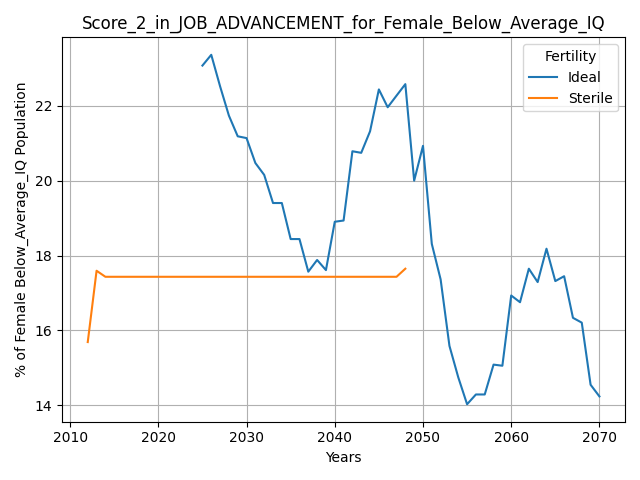 Score_2_in_JOB_ADVANCEMENT_for_Female_Below_Average_IQ
% of Female Below_Average_IQ Population
22
20
18
16
14
Fertility
Ideal
Sterile
2010
2020
2030
2040
2050
2060
2070
Years